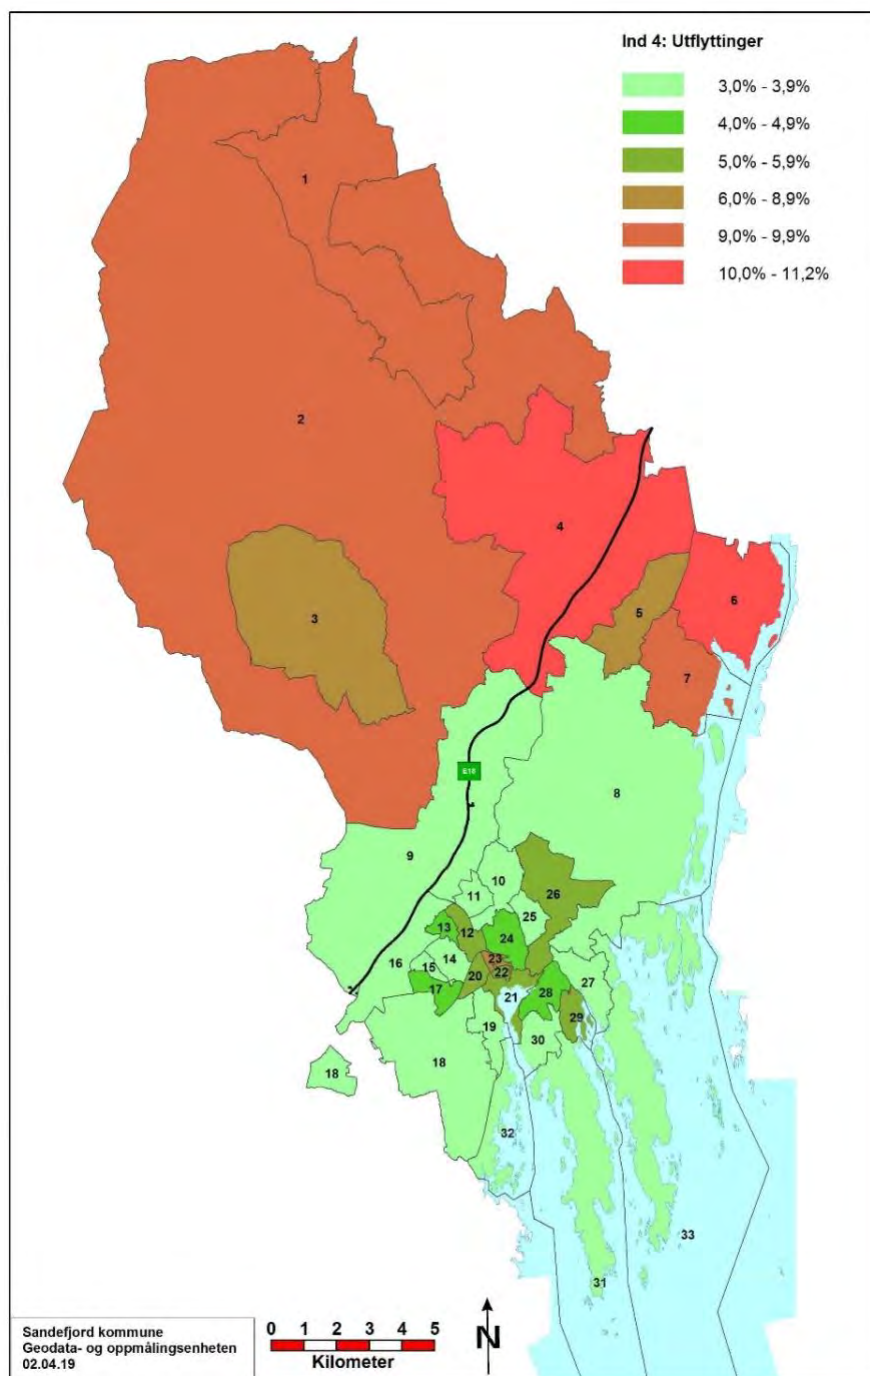 Ind 4: Utflyttinger
3,0% - 3,9%
4,0% - 4,9%
5,0% - 5,9%
6,0% - 8,9%
9,0% - 9,9%
10,0% - 11,2%
1
2
3
4
5
6
7
E18
8
9
10
11
26
25
13
12
24
23
14
16
15
20
22
27
17
21
28
29
19
30
18
18
32
33
31
Sandefjord kommune
Geodata- og oppmålingsenheten
02.04.19
0 1 2 3 4 5
Kilometer
N